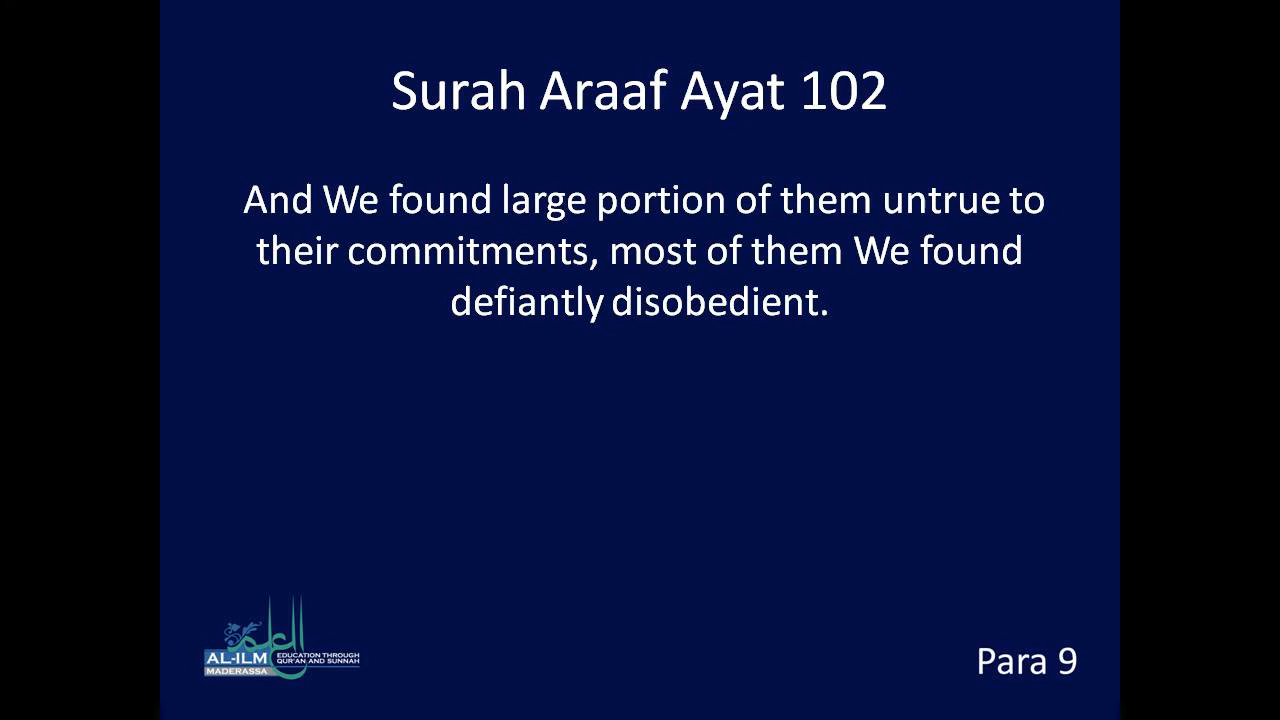 Surah Araaf Ayat 102
And We found large portion of them untrue to
their commitments, most of them We found
defiantly disobedient.
العلم
AL-ILM
MADERASSA
EDUCATION THROUGH
QUR'AN AND SUNNAH
Para 9